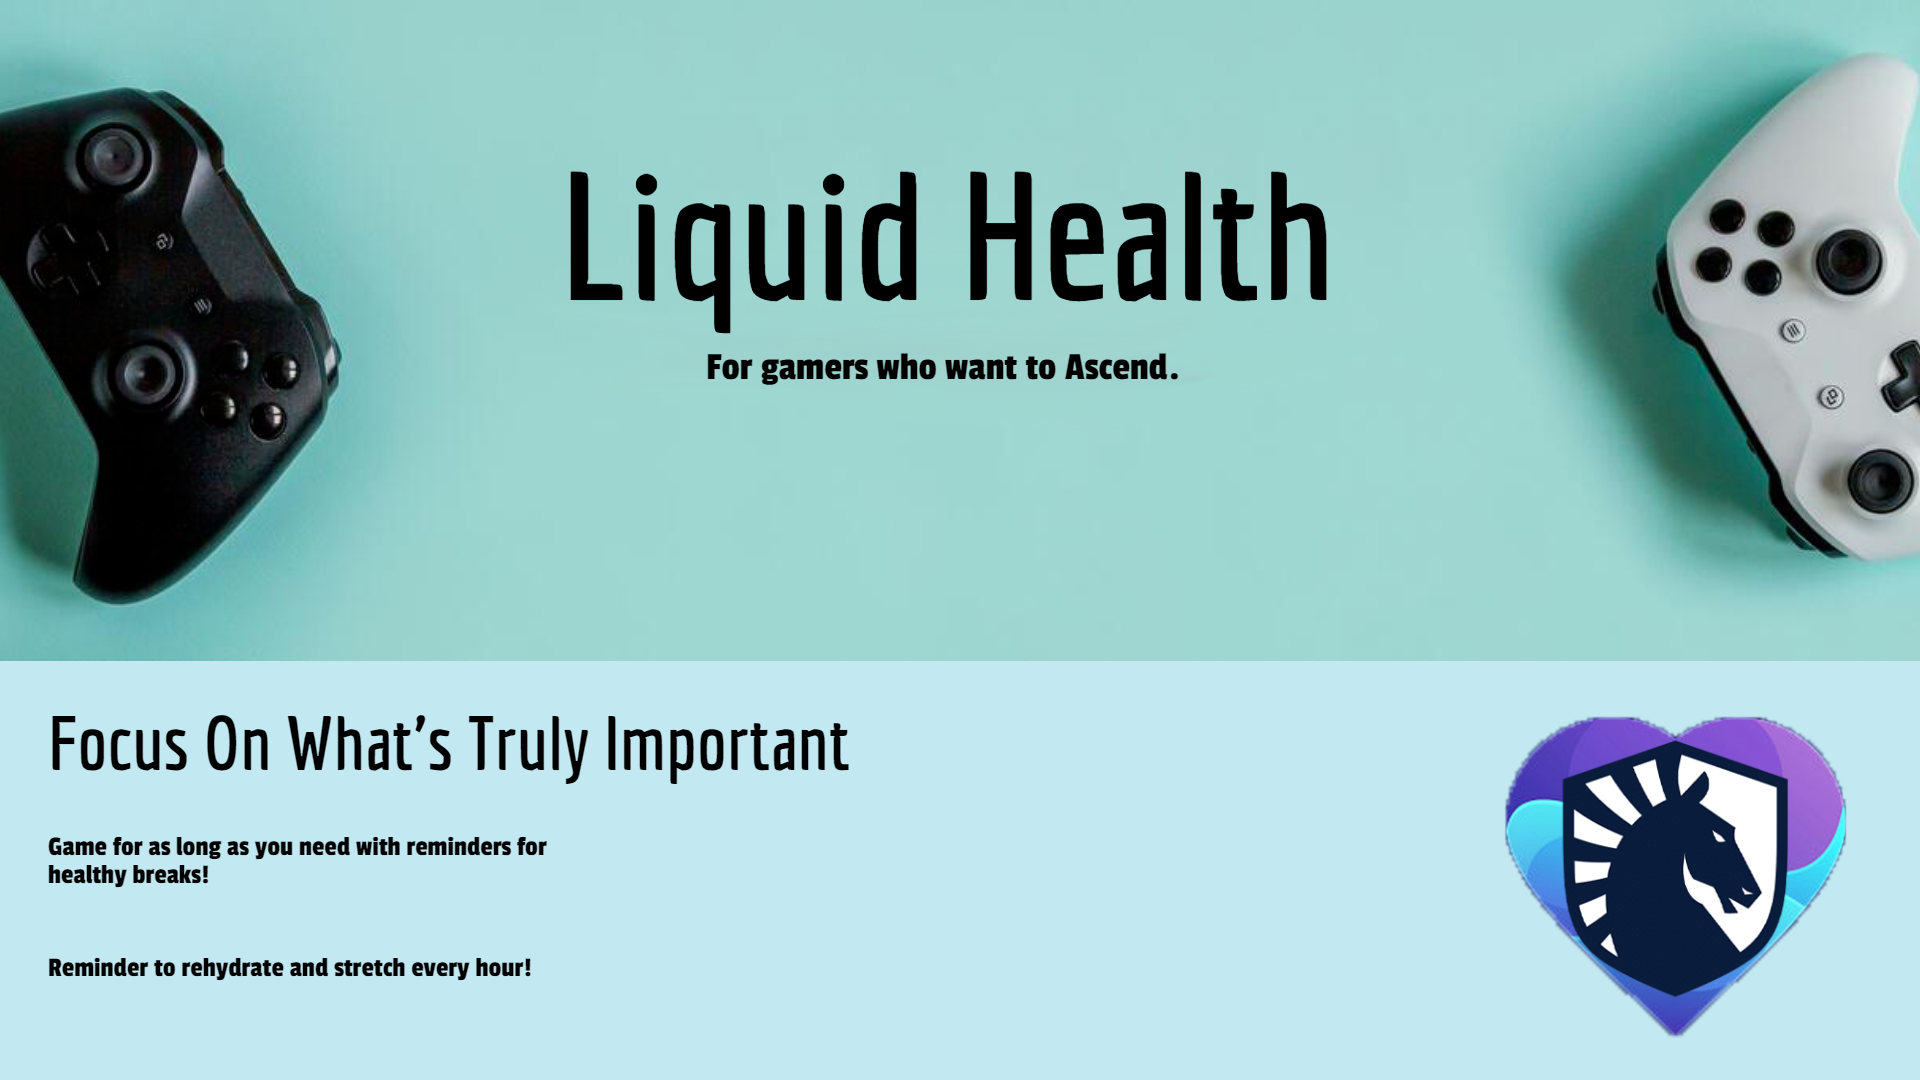 Liquid Health
For gamers who want to Ascend.
Focus On What's Truly Important
Game for as long as you need with reminders for
healthy breaks!
Reminder to rehydrate and stretch every hour!